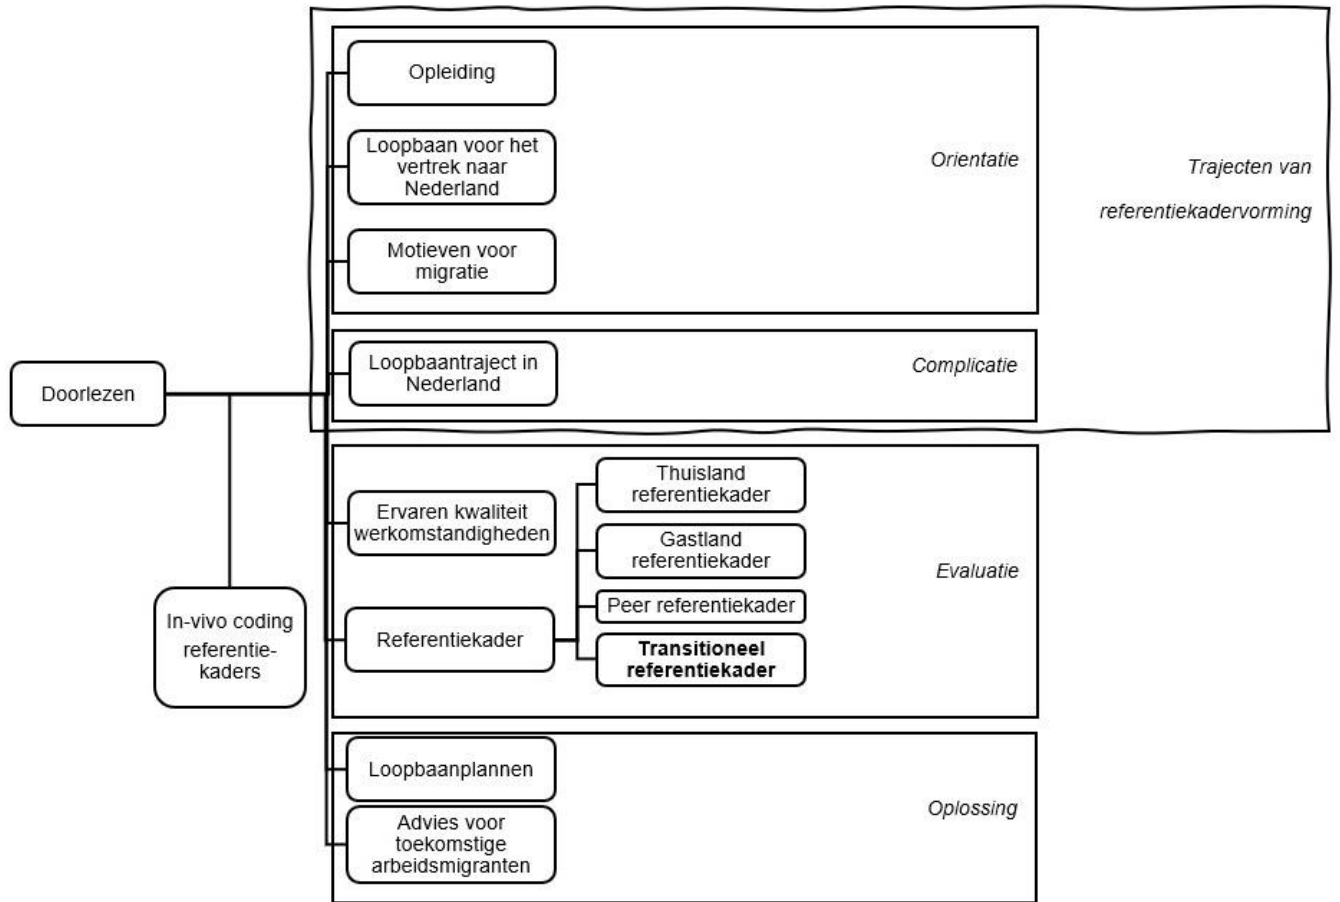 Opleiding
Loopbaan voor het
vertrek naar
Nederland
Motieven voor
migratie
Orientatie
Trajecten van
referentiekadervorming
Loopbaantraject in
Nederland
Complicatie
Doorlezen
In-vivo coding
referentie-
kaders
Ervaren kwaliteit
werkomstandigheden
Referentiekader
Thuisland
referentiekader
Gastland
referentiekader
Peer referentiekader
Transitioneel
referentiekader
Evaluatie
Loopbaanplannen
Advies voor
toekomstige
arbeidsmigranten
Oplossing